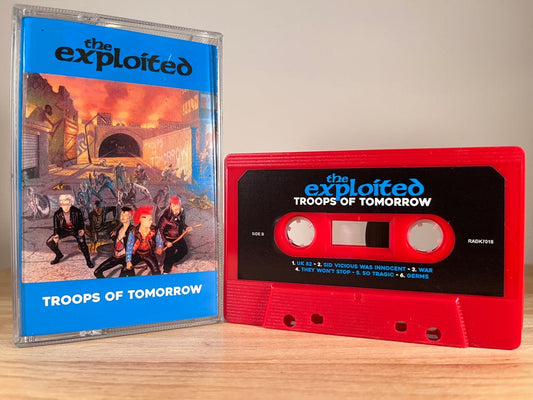 the
exploited
TROOPS OF TOMORROW
the
exploited
TROOPS OF TOMORROW
SIDE B
RADK7018
1. UK 82 • 2. SID VICIOUS WAS INNOCENT • 3. WAR
4. THEY WON'T STOP • 5. SO TRAGIC • 6. GERMS